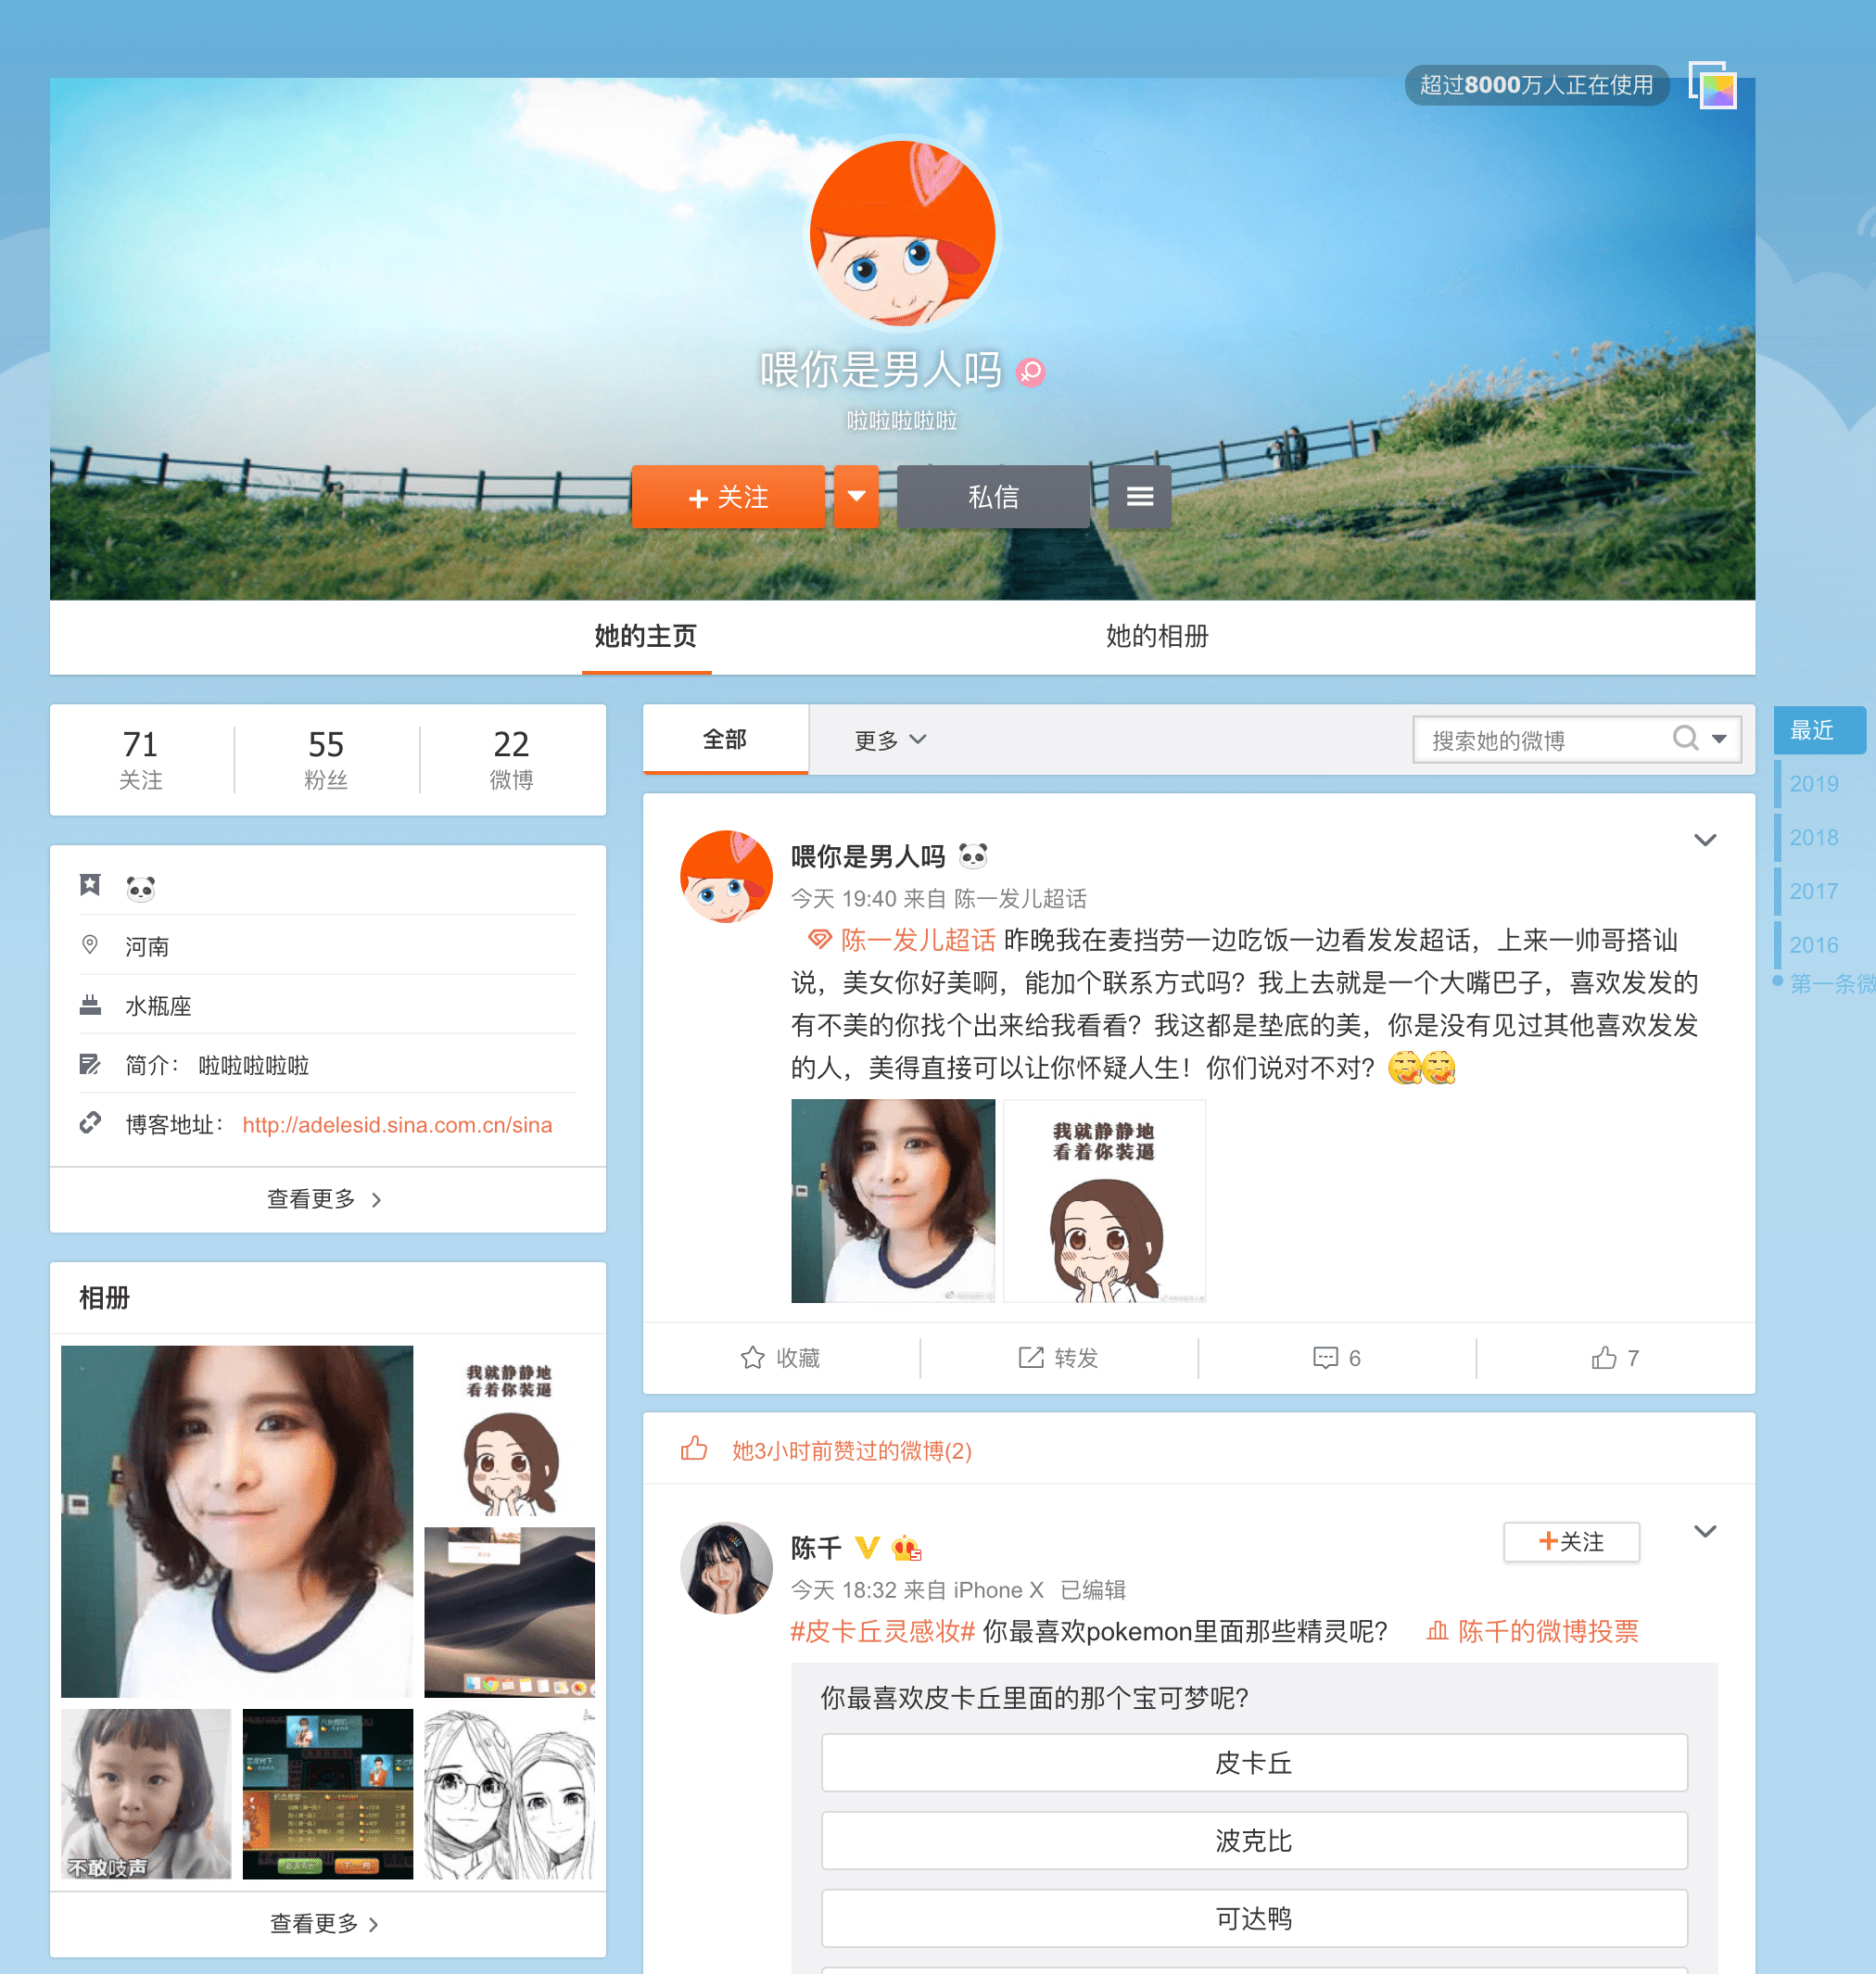 超过8000万人正在使用
喂你是男人吗
啦啦啦啦啦
+ 关注
私信
她的主页
她的相册
71
关注
55
粉丝
22
微博
河南
水瓶座
简介： 啦啦啦啦啦
博客地址： http://adelesid.sina.com.cn/sina
查看更多
相册
我就静静地
看着你装逼
不敢吱声
查看更多
全部
更多
搜索她的微博
喂你是男人吗
今天 19:40 来自 陈一发儿超话
陈一发儿超话 昨晚我在麦挡劳一边吃饭一边看发发超话，上来一帅哥搭讪
说，美女你好美啊，能加个联系方式吗？我上去就是一个大嘴巴子，喜欢发发的
有不美的你找个出来给我看看？我这都是垫底的美，你是没有见过其他喜欢发发
的人，美得直接可以让你怀疑人生！你们说对不对？
我就静静地
看着你装逼
收藏
转发
6
7
她3小时前赞过的微博(2)
陈千
+关注
今天 18:32 来自 iPhone X 已编辑
#皮卡丘灵感妆# 你最喜欢pokemon里面那些精灵呢？ 陈千的微博投票
你最喜欢皮卡丘里面的那个宝可梦呢?
皮卡丘
波克比
可达鸭
最近
2019
2018
2017
2016
第一条微